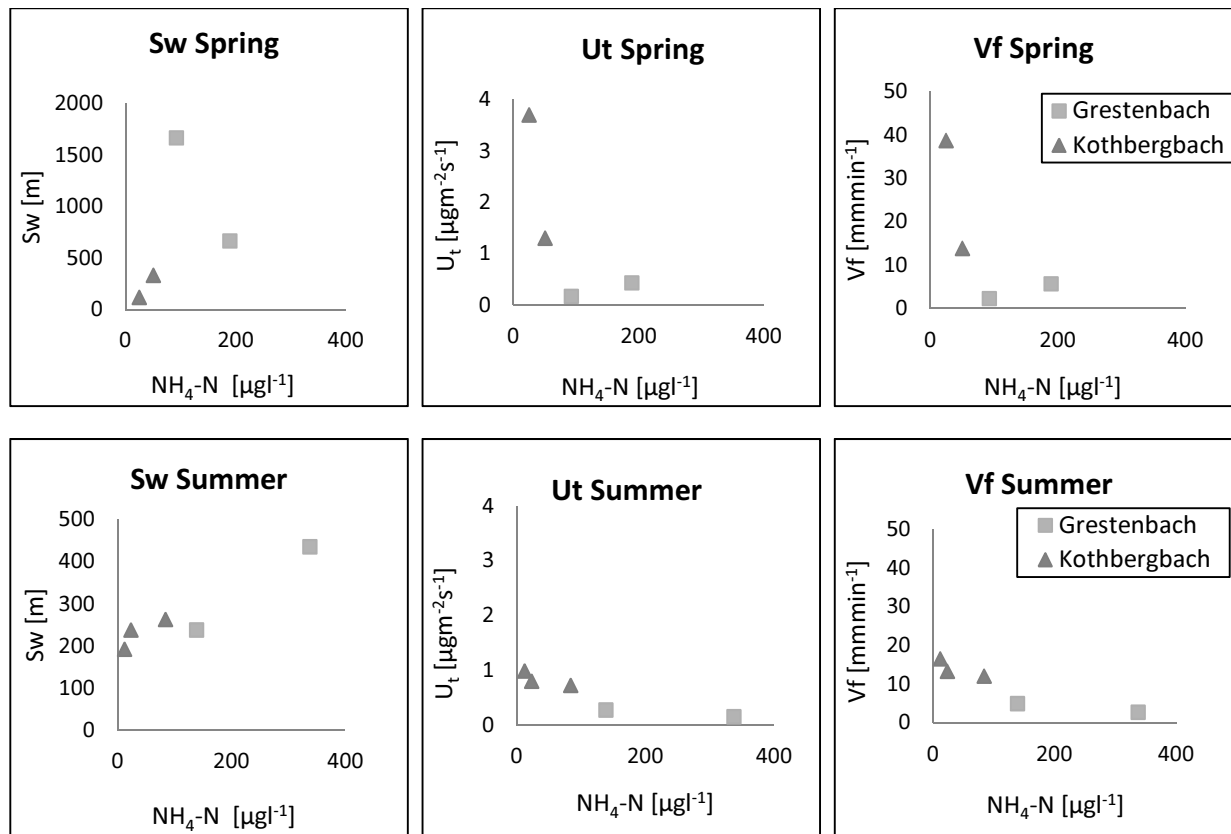 Sw Spring
2000
1500
1000
500
0
Sw [m]
0 200 400
NH₄-N [µgl⁻¹]
Ut Spring
4
3
2
1
0
Uₜ [µgm⁻²s⁻¹]
0 200 400
NH₄-N [µgl⁻¹]
Vf Spring
50
40
30
20
10
0
Vf [mmmin⁻¹]
Grestenbach
Kothbergbach
0 200 400
NH₄-N [µgl⁻¹]
Sw Summer
500
400
300
200
100
0
Sw [m]
0 200 400
NH₄-N [µgl⁻¹]
Ut Summer
4
3
2
1
0
Uₜ [µgm⁻²s⁻¹]
0 200 400
NH₄-N [µgl⁻¹]
Vf Summer
50
40
30
20
10
0
Vf [mmmin⁻¹]
Grestenbach
Kothbergbach
0 200 400
NH₄-N [µgl⁻¹]